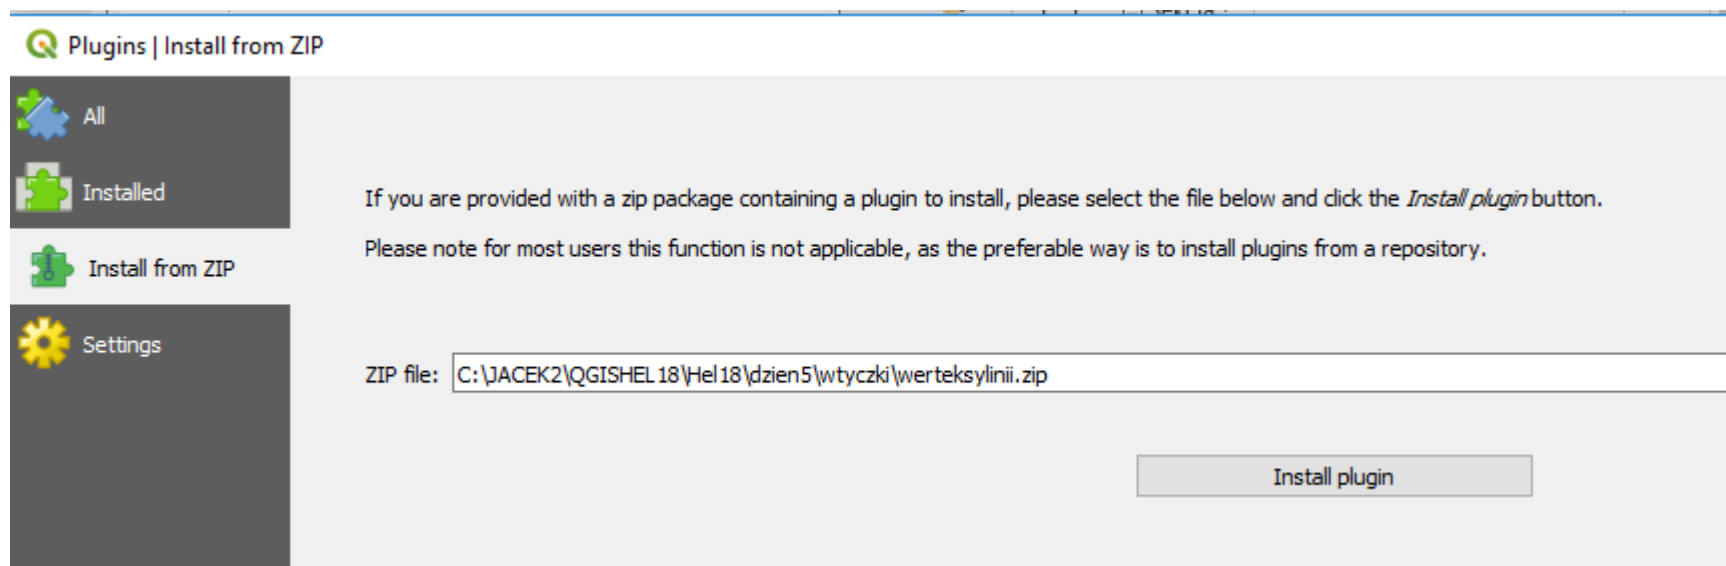 Plugins | Install from ZIP
All
Installed
Install from ZIP
Settings
If you are provided with a zip package containing a plugin to install, please select the file below and click the Install plugin button.
Please note for most users this function is not applicable, as the preferable way is to install plugins from a repository.
ZIP file: C:\JACEK2\QGISHEL18\Hel18\dzien5\wtyczki\werteksylinii.zip
Install plugin